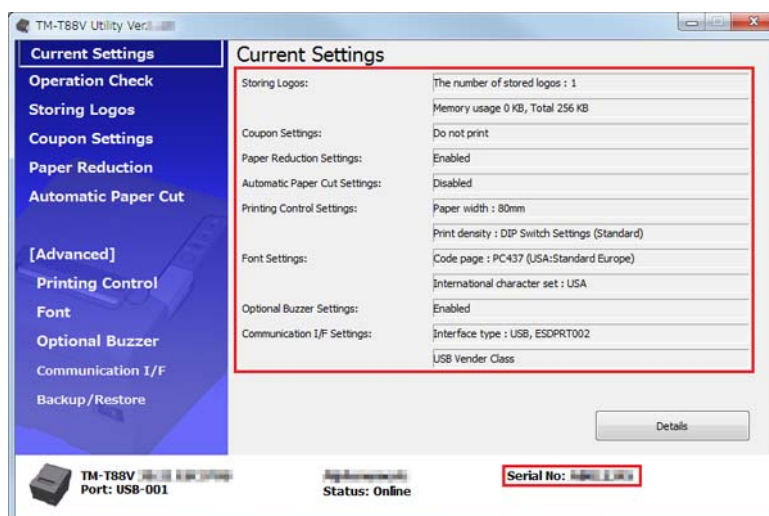 TM-T88V Utility Ver.
Current Settings
Operation Check
Storing Logos
Coupon Settings
Paper Reduction
Automatic Paper Cut
[Advanced]
Printing Control
Font
Optional Buzzer
Communication I/F
Backup/Restore
Current Settings
Storing Logos: The number of stored logos : 1
Memory usage 0 KB, Total 256 KB
Coupon Settings: Do not print
Paper Reduction Settings: Enabled
Automatic Paper Cut Settings: Disabled
Printing Control Settings: Paper width : 80mm
Print density : DIP Switch Settings (Standard)
Font Settings: Code page : PC437 (USA:Standard Europe)
International character set : USA
Optional Buzzer Settings: Enabled
Communication I/F Settings: Interface type : USB, ESDPRT002
USB Vender Class
Details
TM-T88V
Port: USB-001
Status: Online
Serial No: